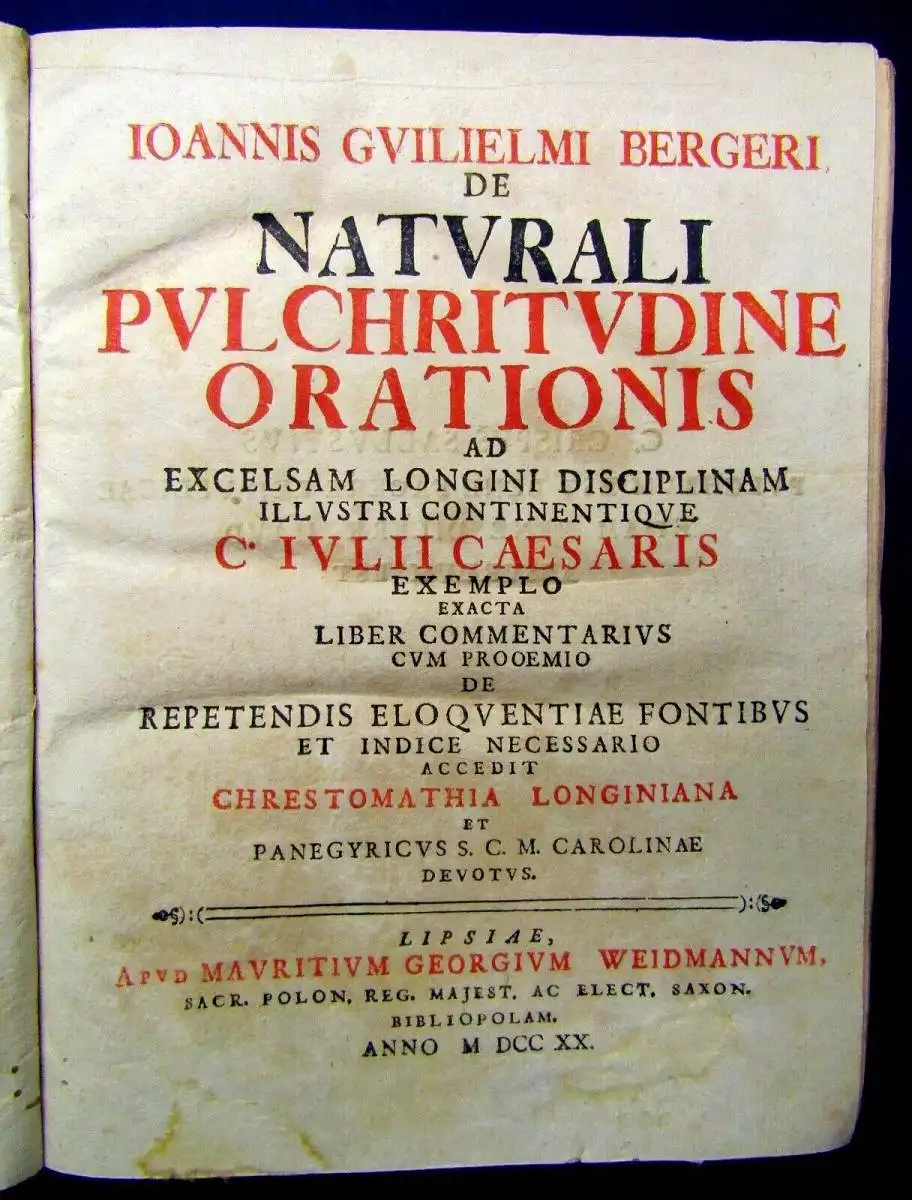 IOANNIS GVILIELMI BERGERI
DE
NATVRALI
PVLCHRITVDINE
ORATIONIS
AD
EXCELSAM LONGINI DISCIPLINAM
ILLVSTRI CONTINENTIQVE
C. IVLII CAESARIS
EXEMPLO
EXACTA
LIBER COMMENTARIVS
CVM PROOEMIO
DE
REPETENDIS ELOQVENTIAE FONTIBVS
ET INDICE NECESSARIO
ACCEDIT
CHRESTOMATHIA LONGINIANA
ET
PANEGYRICVS S. C. M. CAROLINAE
DEVOTVS.
LIPSIAE,
APVD MAVRITIVM GEORGIVM WEIDMANNVM,
SACR. POLON. REG. MAJEST. AC ELECT. SAXON.
BIBLIOPOLAM.
ANNO M DCC XX.